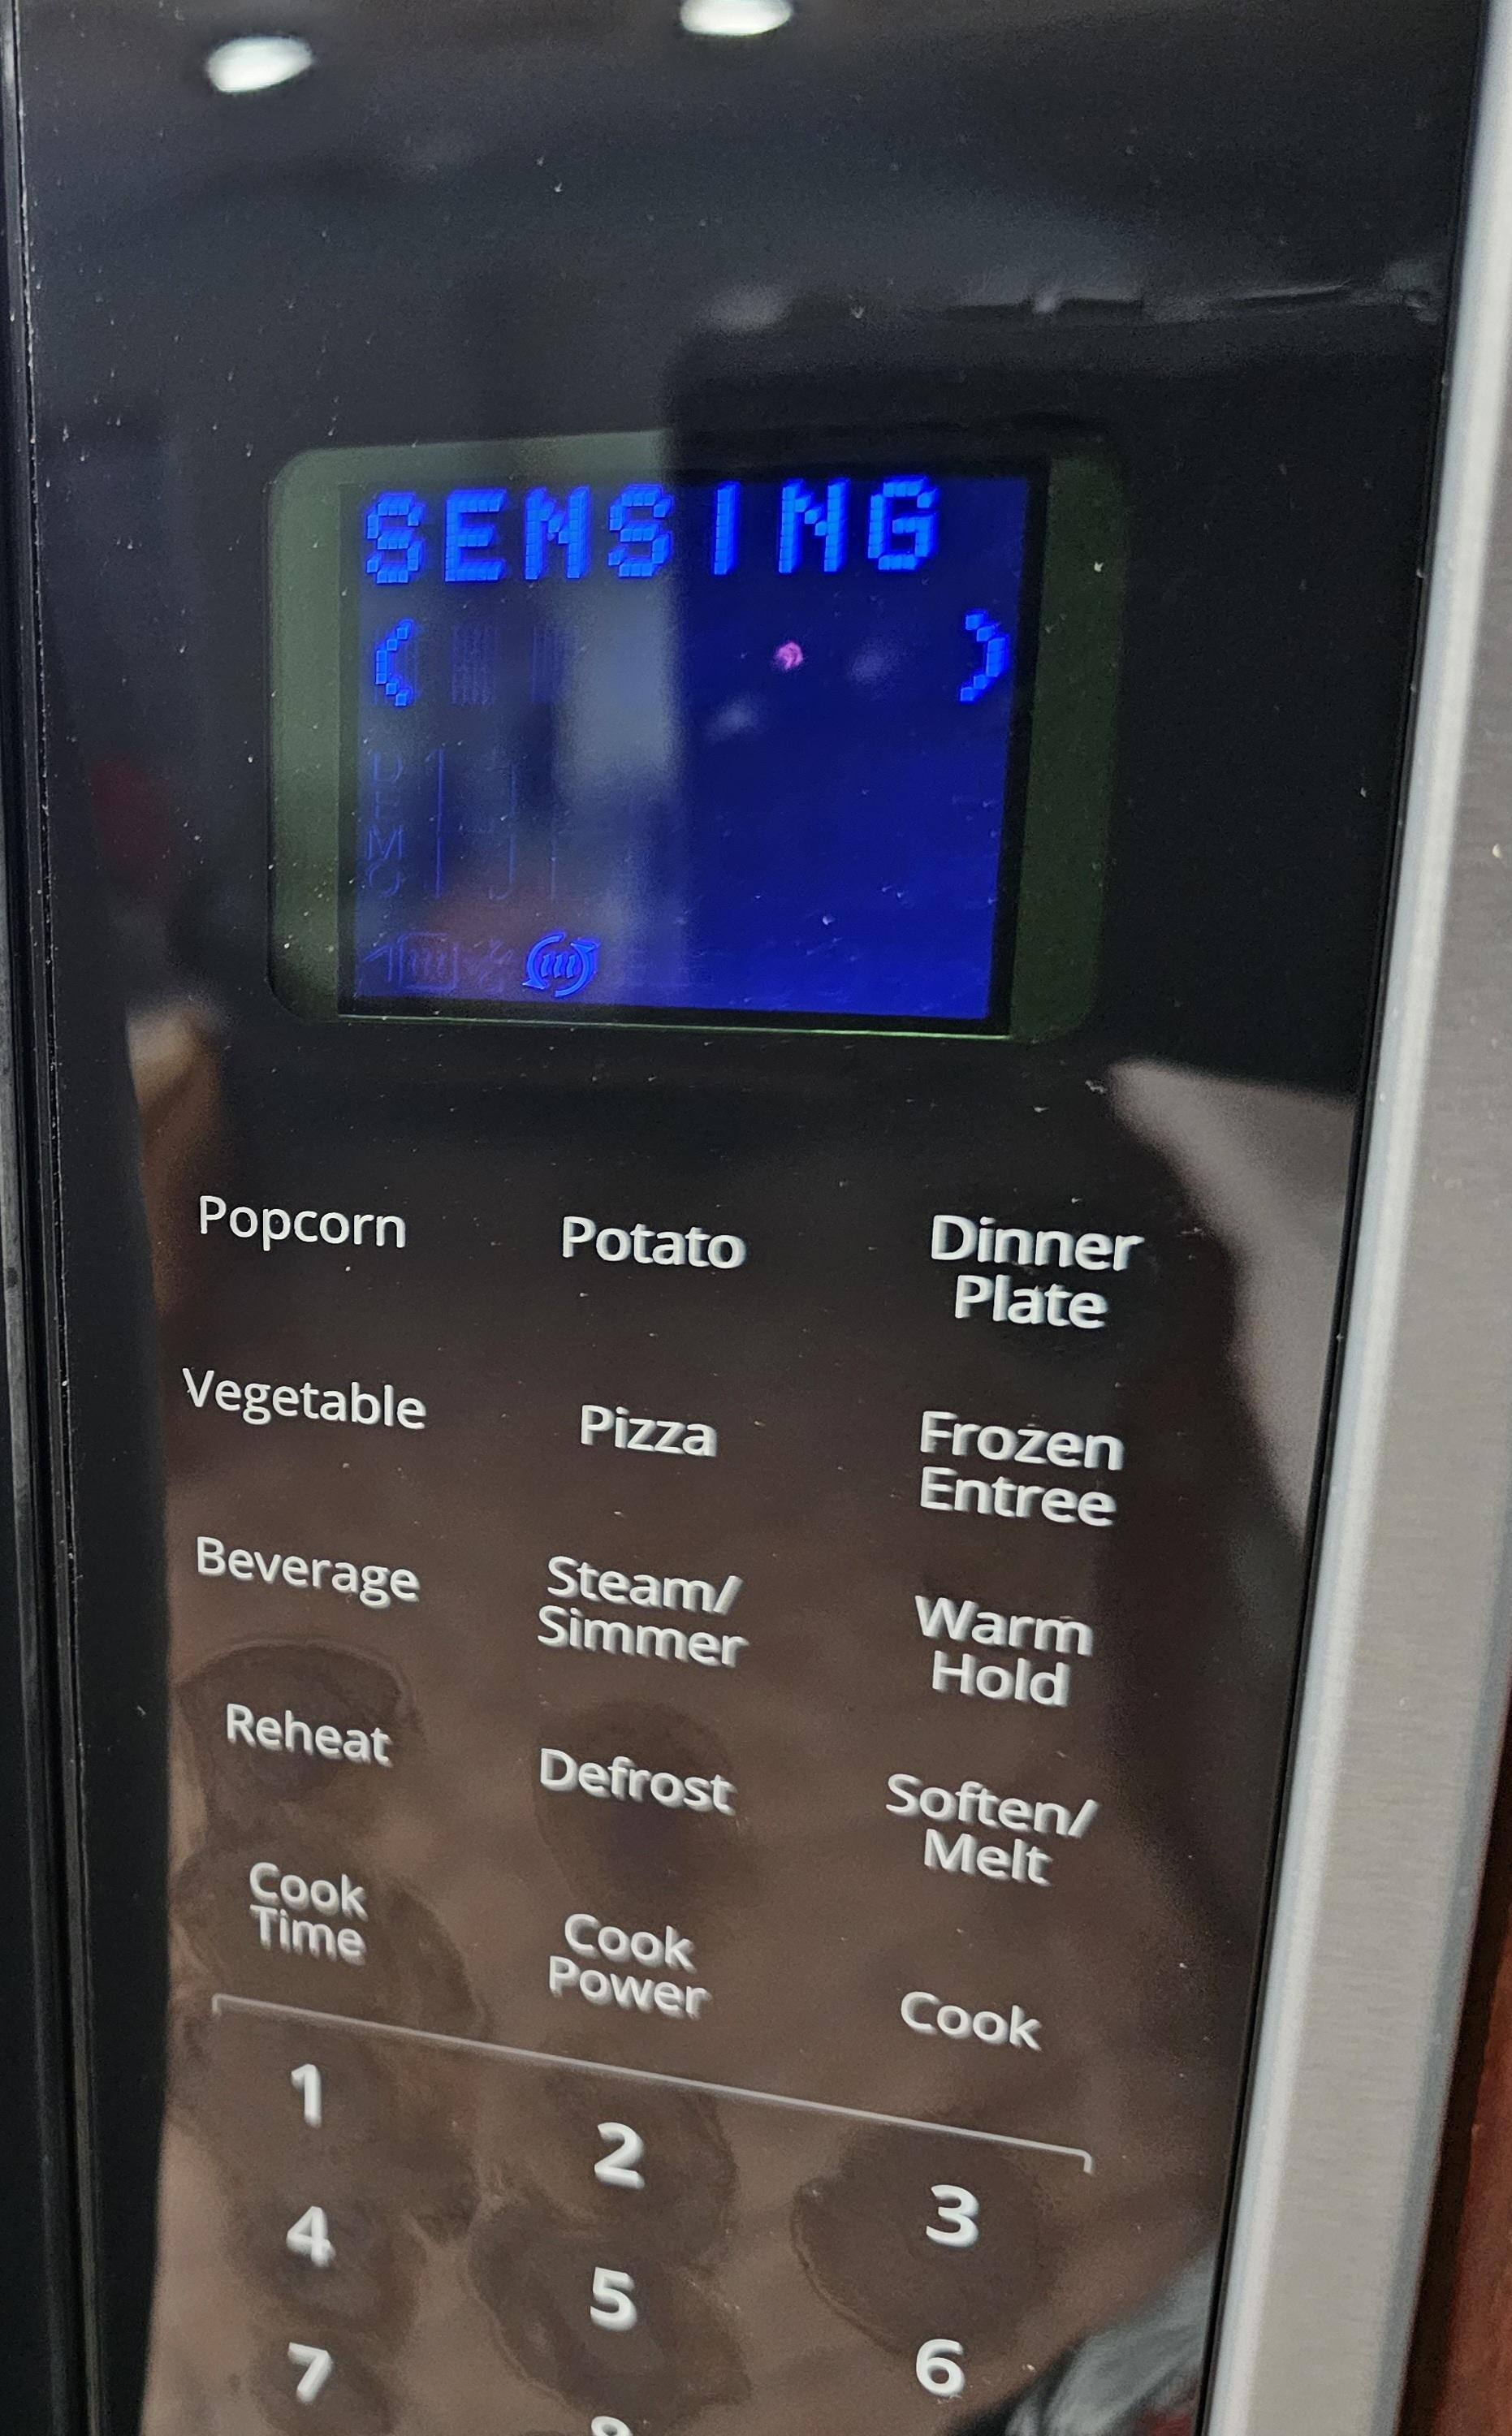 SENSING
< >
Popcorn Potato Dinner Plate
Vegetable Pizza Frozen Entree
Beverage Steam/ Simmer Warm Hold
Reheat Defrost Soften/ Melt
Cook Time Cook Power Cook
1 2 3
4 5 6
7